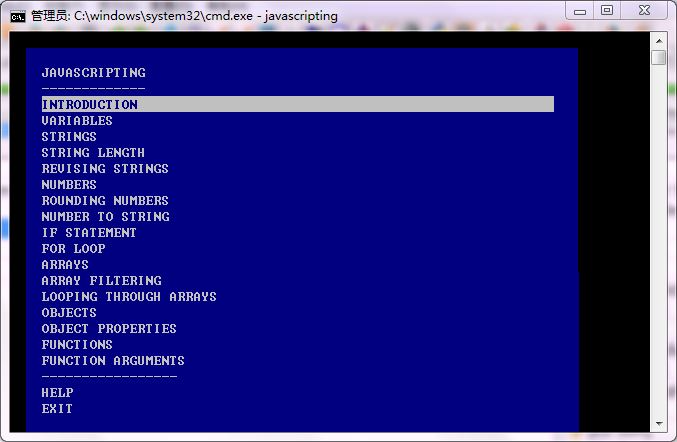 管理员: C:\windows\system32\cmd.exe - javascripting
JAVASCRIPTING
-------------
INTRODUCTION
VARIABLES
STRINGS
STRING LENGTH
REVISING STRINGS
NUMBERS
ROUNDING NUMBERS
NUMBER TO STRING
IF STATEMENT
FOR LOOP
ARRAYS
ARRAY FILTERING
LOOPING THROUGH ARRAYS
OBJECTS
OBJECT PROPERTIES
FUNCTIONS
FUNCTION ARGUMENTS
-----------------
HELP
EXIT